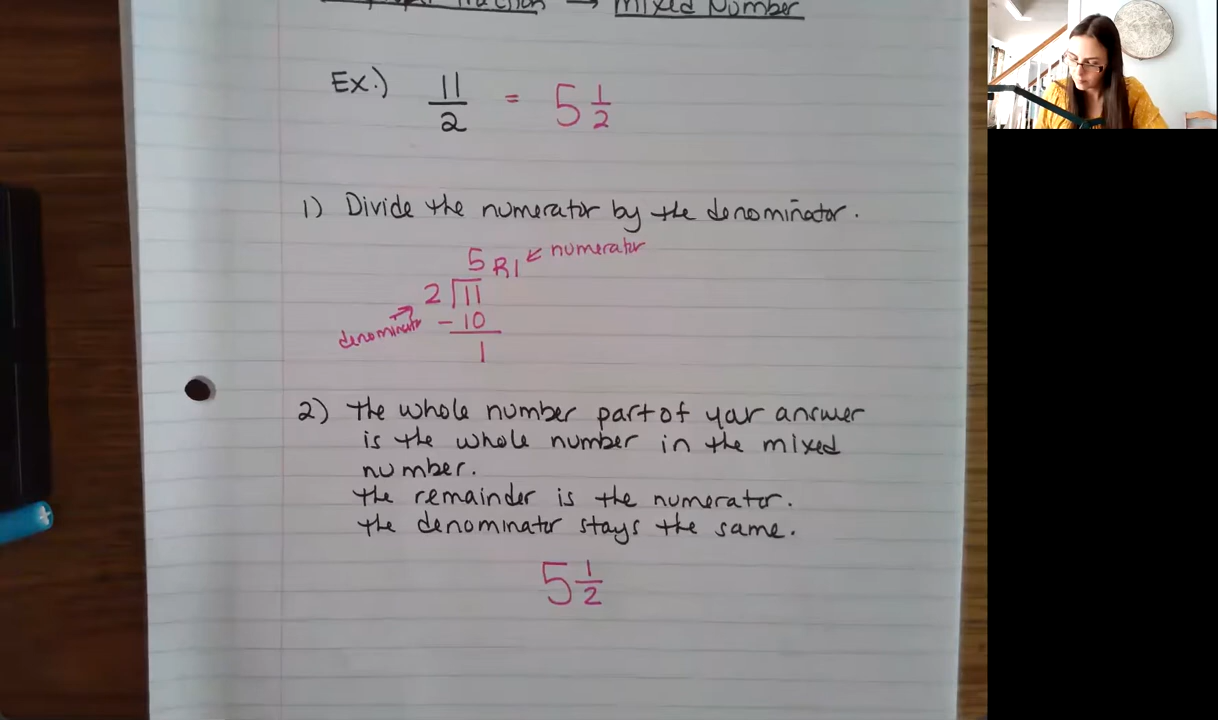 Fraction → Mixed Number
Ex.) 11/2 = 5 1/2
1) Divide the numerator by the denominator.
5 R1 ← numerator
2 11
denominator → - 10
1
2) the whole number part of your answer
is the whole number in the mixed
number.
the remainder is the numerator.
the denominator stays the same.
5 1/2